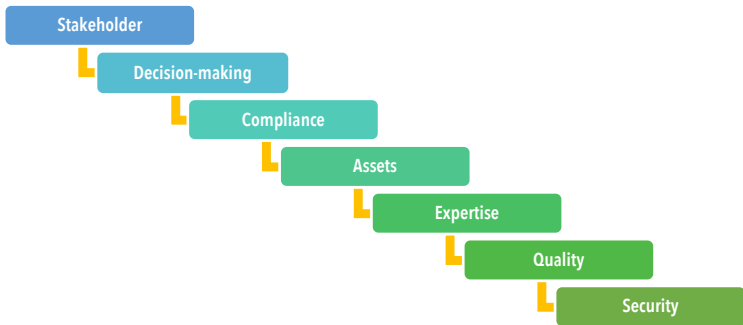 Stakeholder
Decision-making
Compliance
Assets
Expertise
Quality
Security